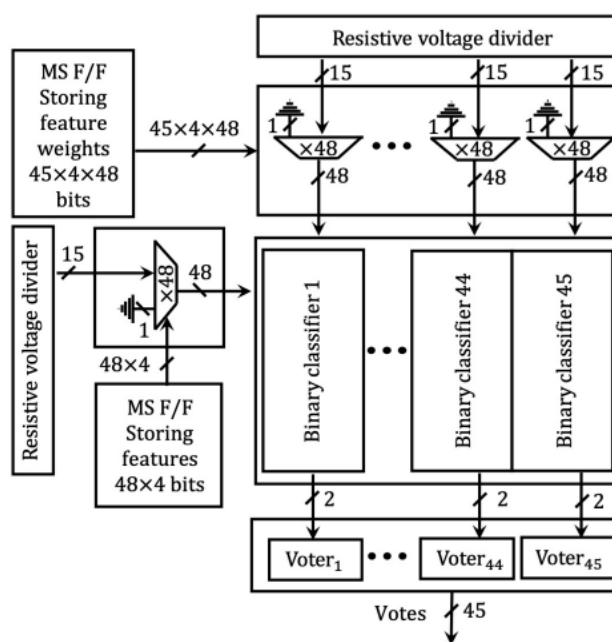 Resistive voltage divider
15
15
15
MS F/F
Storing
feature
weights
45×4×48
bits
45×4×48
1
1
1
×48
×48
×48
48
48
48
Resistive voltage divider
15
×48
1
48
48×4
MS F/F
Storing
features
48×4 bits
Binary classifier 1
Binary classifier 44
Binary classifier 45
2
2
2
Voter₁
Voter₄₄
Voter₄₅
Votes
45